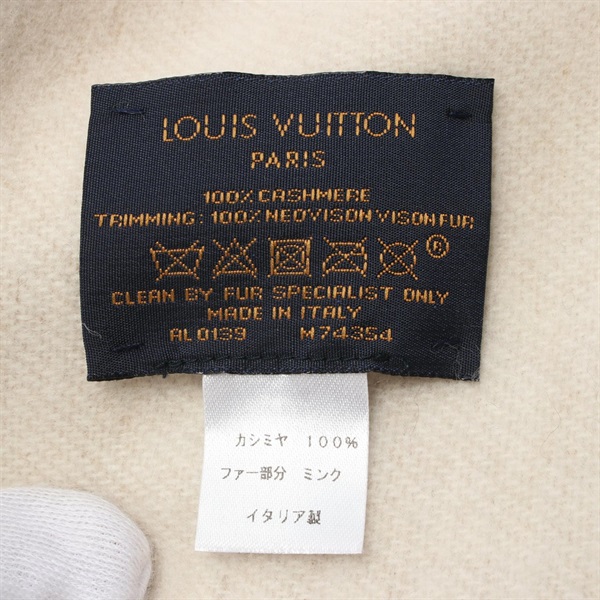 LOUIS VUITTON
PARIS
100% CASHMERE
TRIMMING: 100% NEOVISON VISON FUR
®
CLEAN BY FUR SPECIALIST ONLY
MADE IN ITALY
AL0139 M74354
カシミヤ 100%
ファー部分 ミンク
イタリア製